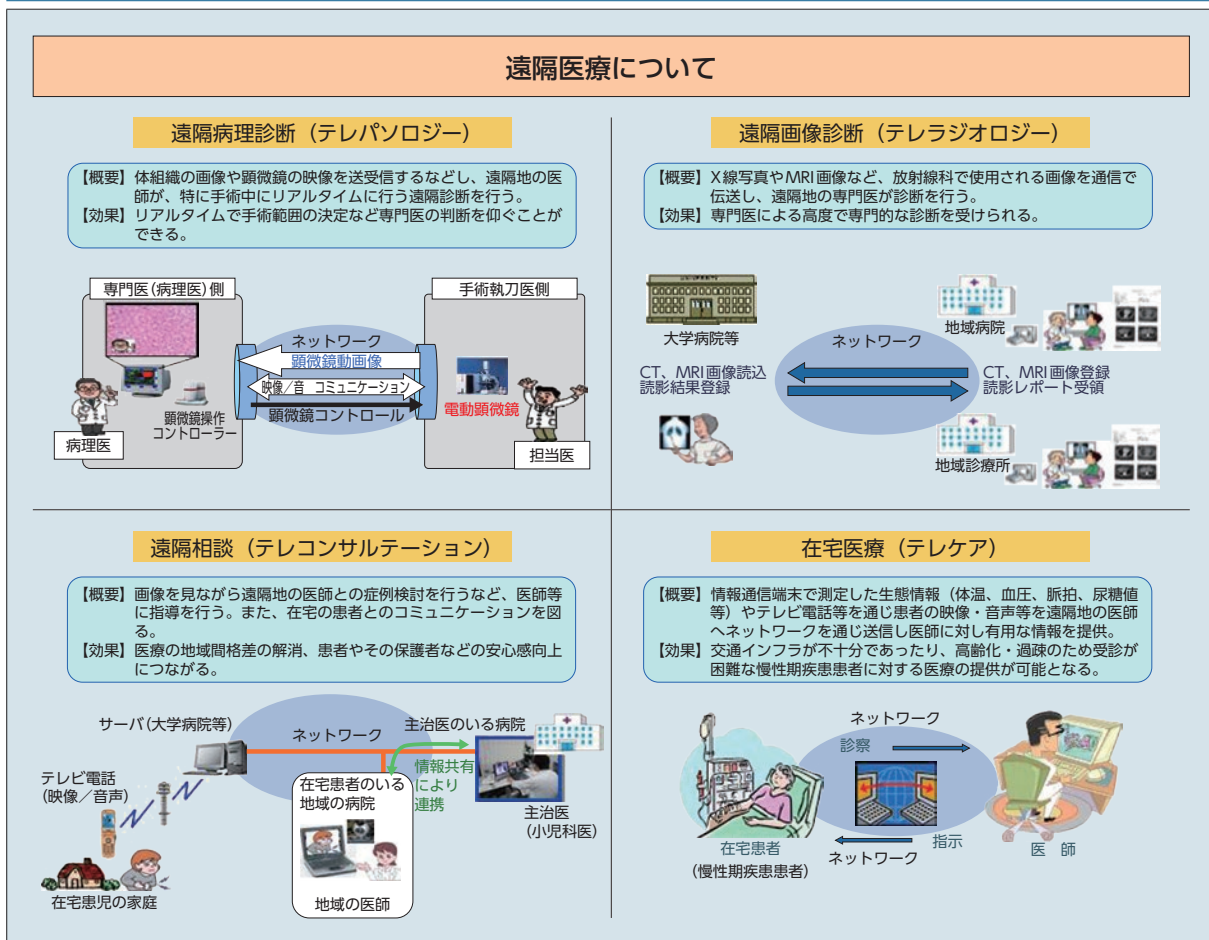 遠隔医療について
遠隔病理診断（テレパソロジー）
【概要】体組織の画像や顕微鏡の映像を送受信するなどし、遠隔地の医
師が、特に手術中にリアルタイムに行う遠隔診断を行う。
【効果】リアルタイムで手術範囲の決定など専門医の判断を仰ぐことが
できる。
専門医（病理医）側
手術執刀医側
ネットワーク
顕微鏡動画像
映像／音　コミュニケーション
顕微鏡コントロール
顕微鏡操作
コントローラー
電動顕微鏡
病理医
担当医
遠隔画像診断（テレラジオロジー）
【概要】X線写真やMRI画像など、放射線科で使用される画像を通信で
伝送し、遠隔地の専門医が診断を行う。
【効果】専門医による高度で専門的な診断を受けられる。
大学病院等
ネットワーク
地域病院
CT、MRI画像読込
読影結果登録
CT、MRI画像登録
読影レポート受領
地域診療所
遠隔相談（テレコンサルテーション）
【概要】画像を見ながら遠隔地の医師との症例検討を行うなど、医師等
に指導を行う。また、在宅の患者とのコミュニケーションを図
る。
【効果】医療の地域間格差の解消、患者やその保護者などの安心感向上
につながる。
サーバ（大学病院等）
ネットワーク
主治医のいる病院
テレビ電話
（映像／音声）
在宅患者のいる
地域の病院
情報共有
により
連携
主治医
（小児科医）
在宅患児の家庭
地域の医師
在宅医療（テレケア）
【概要】情報通信端末で測定した生態情報（体温、血圧、脈拍、尿糖値
等）やテレビ電話等を通じ患者の映像・音声等を遠隔地の医師
へネットワークを通じ送信し医師に対し有用な情報を提供。
【効果】交通インフラが不十分であったり、高齢化・過疎のため受診が
困難な慢性期疾患患者に対する医療の提供が可能となる。
ネットワーク
診察
指示
ネットワーク
在宅患者
（慢性期疾患患者）
医　師